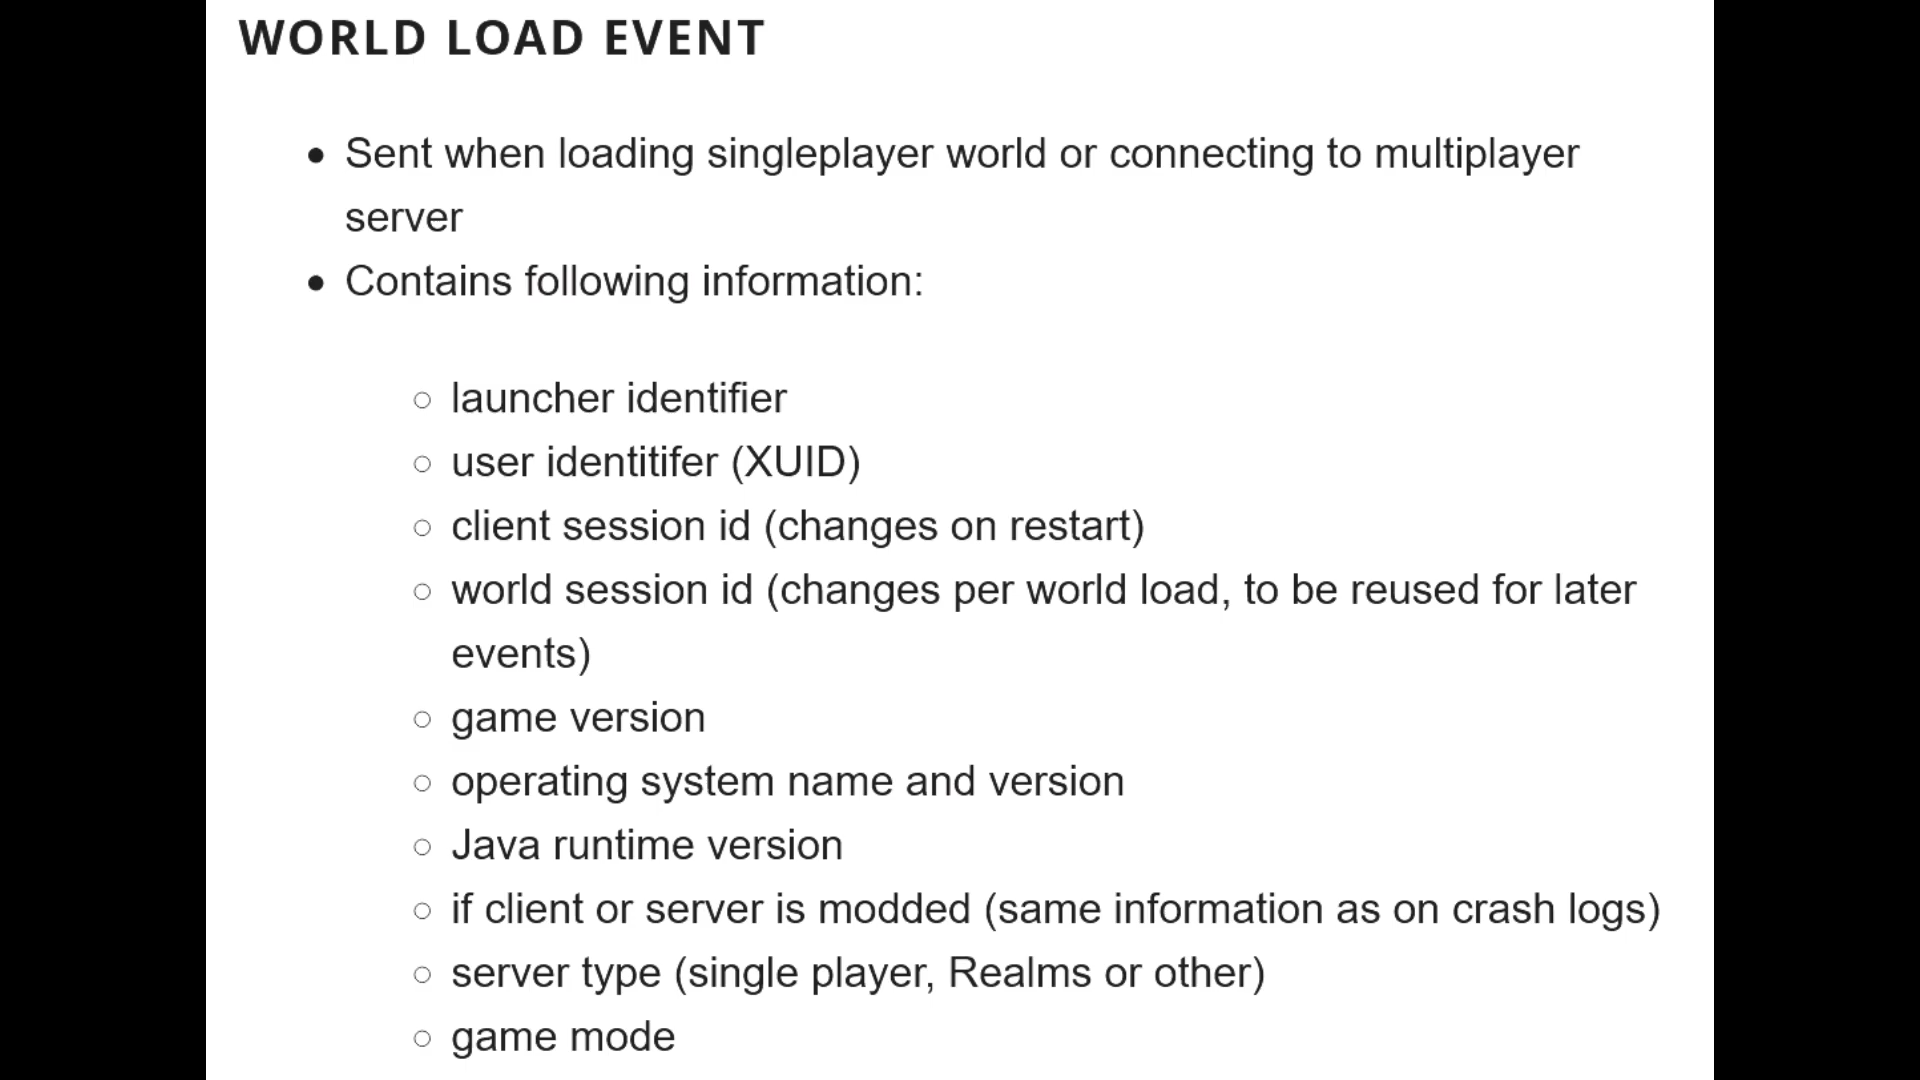 WORLD LOAD EVENT
Sent when loading singleplayer world or connecting to multiplayer
server
Contains following information:
launcher identifier
user identitifer (XUID)
client session id (changes on restart)
world session id (changes per world load, to be reused for later
events)
game version
operating system name and version
Java runtime version
if client or server is modded (same information as on crash logs)
server type (single player, Realms or other)
game mode